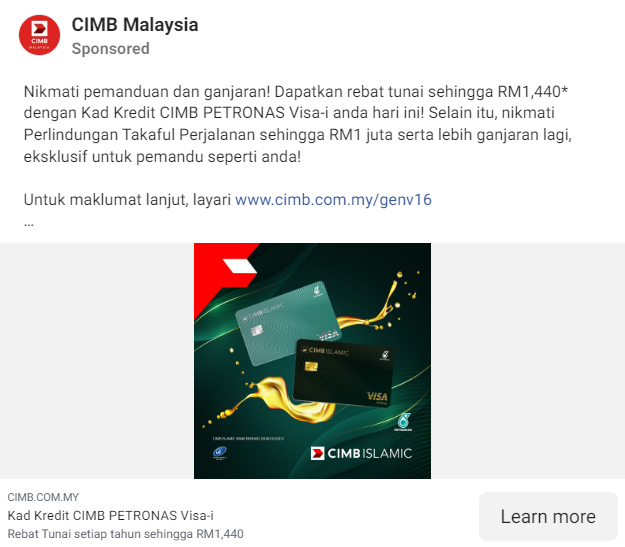 CIMB Malaysia
Sponsored
CIMB
MALAYSIA
Nikmati pemanduan dan ganjaran! Dapatkan rebat tunai sehingga RM1,440*
dengan Kad Kredit CIMB PETRONAS Visa-i anda hari ini! Selain itu, nikmati
Perlindungan Takaful Perjalanan sehingga RM1 juta serta lebih ganjaran lagi,
eksklusif untuk pemandu seperti anda!
Untuk maklumat lanjut, layari www.cimb.com.my/genv16
...
CIMB ISLAMIC
VISA
CIMB ISLAMIC
VISA
PETRONAS
CIMB ISLAMIC
CIMB.COM.MY
Kad Kredit CIMB PETRONAS Visa-i
Rebat Tunai setiap tahun sehingga RM1,440
Learn more